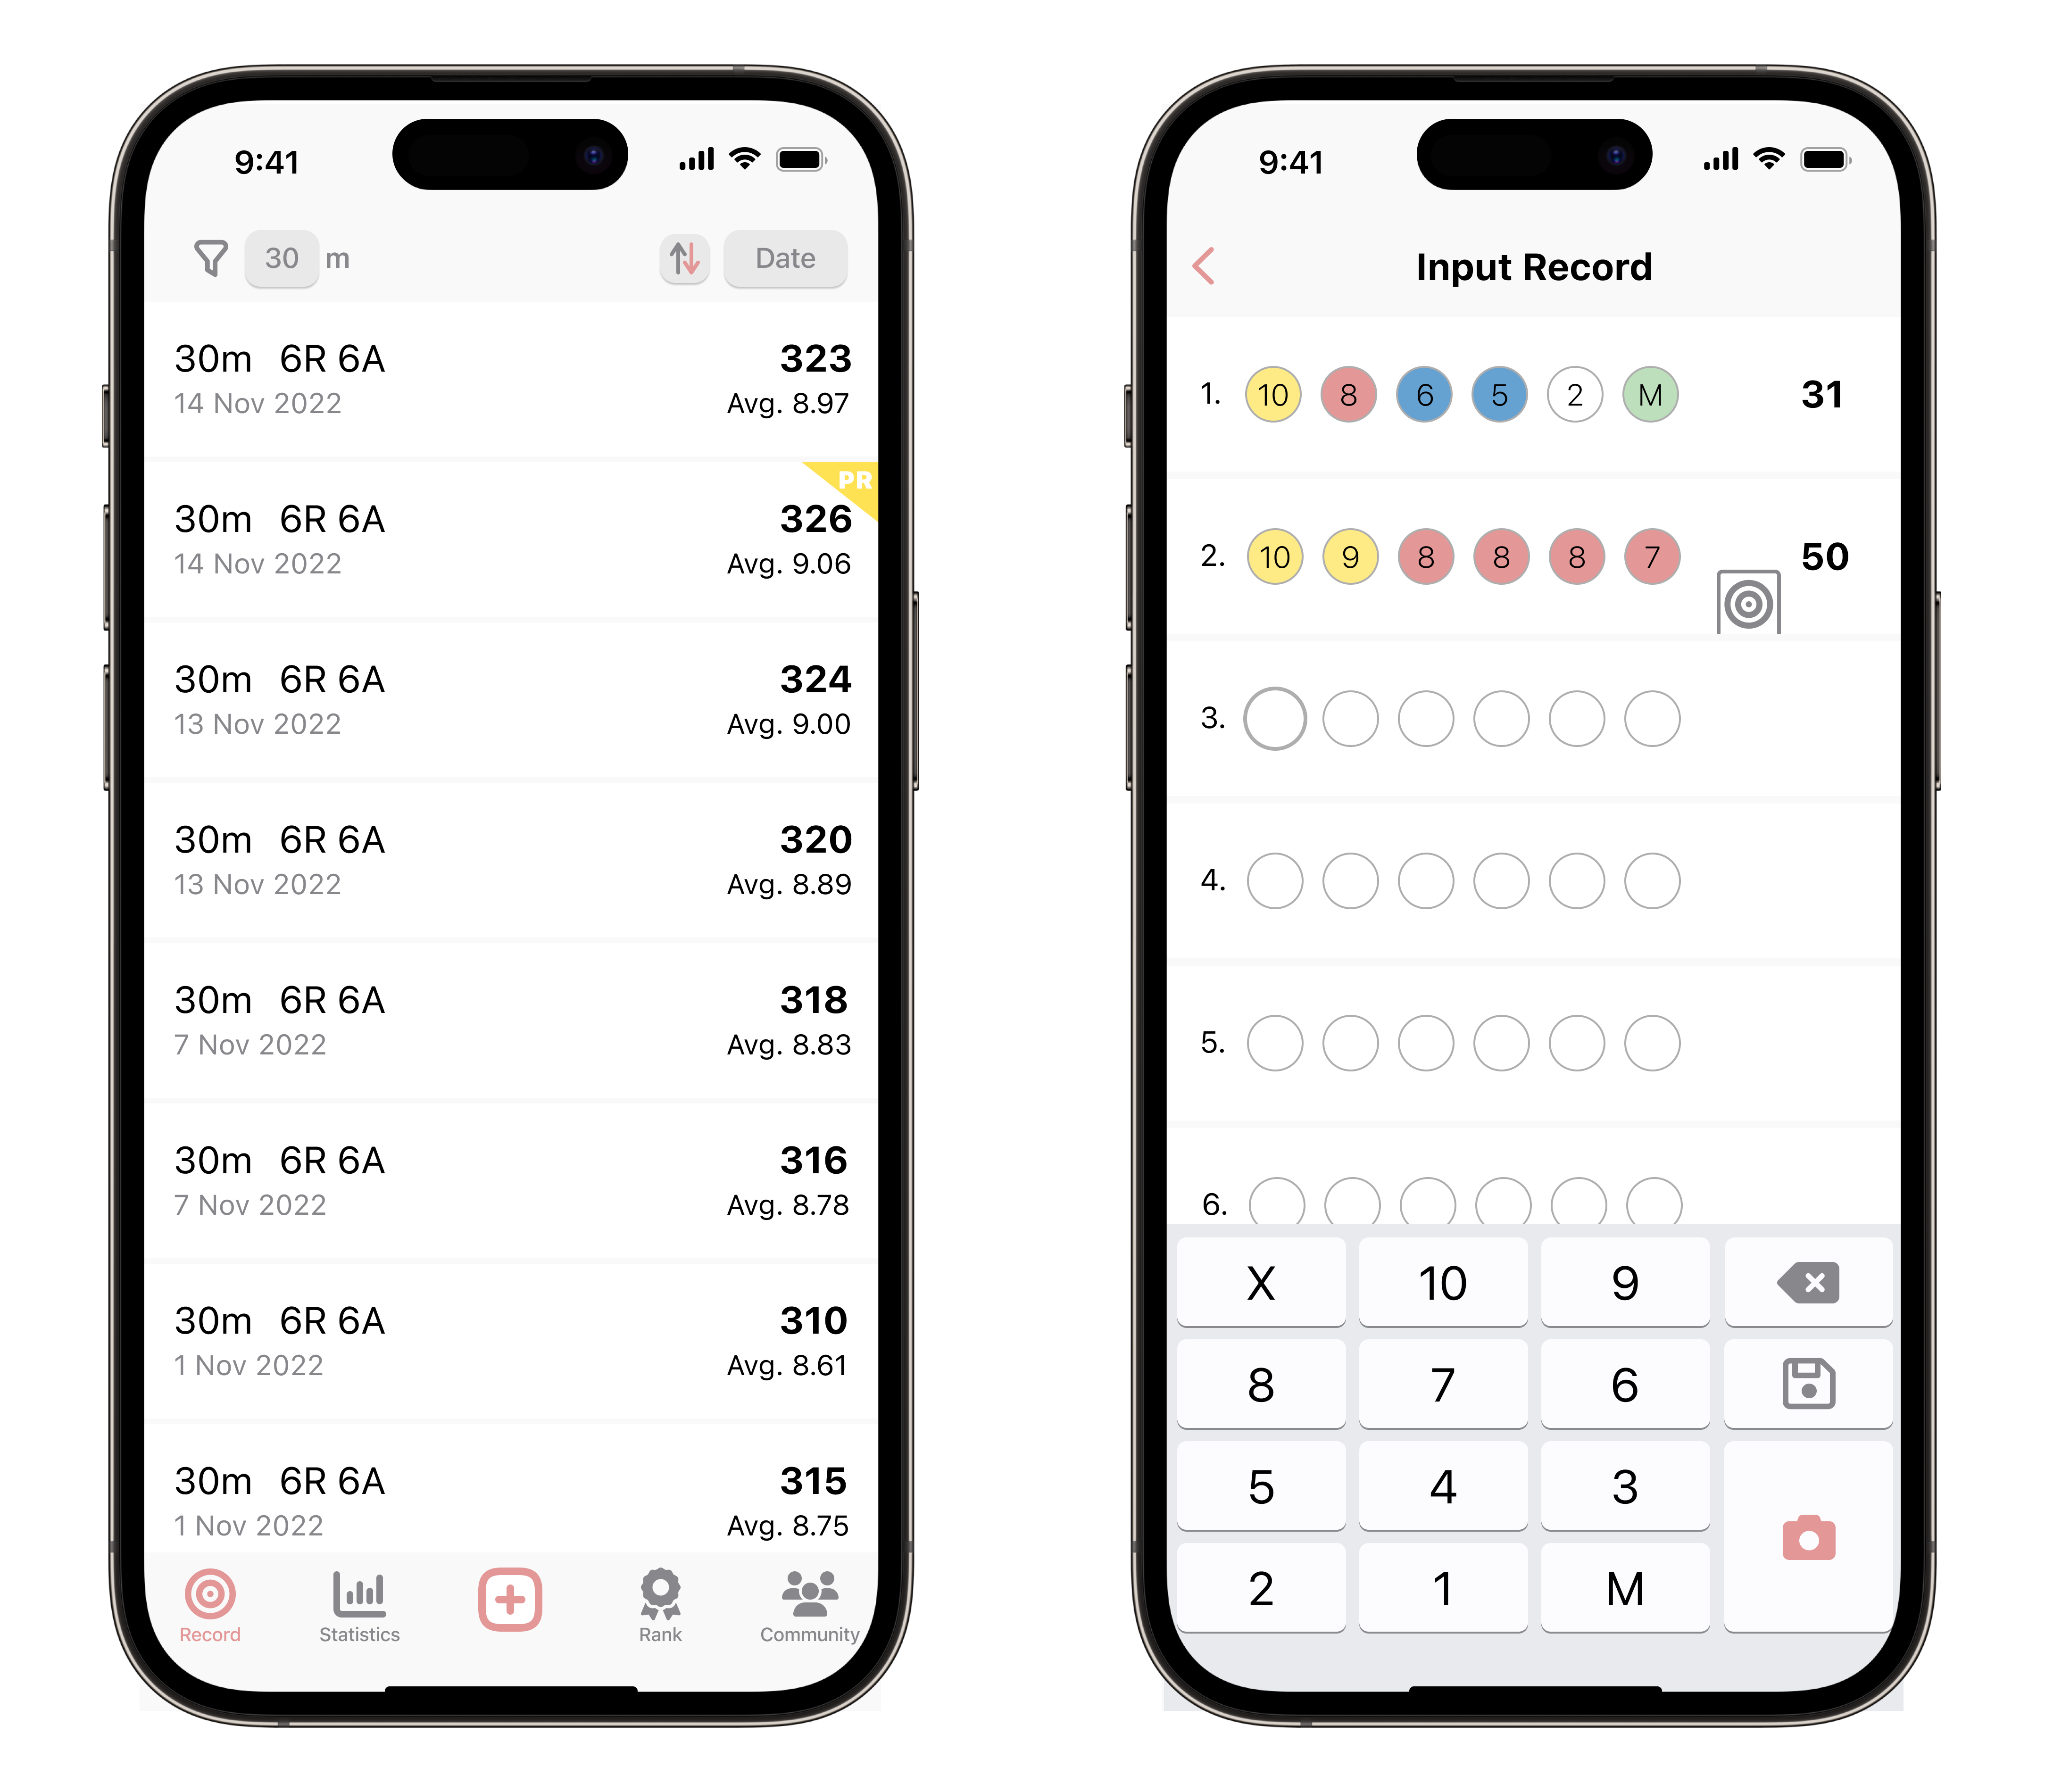 9:41
30 m Date
30m 6R 6A 323
14 Nov 2022 Avg. 8.97
PR
30m 6R 6A 326
14 Nov 2022 Avg. 9.06
30m 6R 6A 324
13 Nov 2022 Avg. 9.00
30m 6R 6A 320
13 Nov 2022 Avg. 8.89
30m 6R 6A 318
7 Nov 2022 Avg. 8.83
30m 6R 6A 316
7 Nov 2022 Avg. 8.78
30m 6R 6A 310
1 Nov 2022 Avg. 8.61
30m 6R 6A 315
1 Nov 2022 Avg. 8.75
Record Statistics Rank Community
9:41
Input Record
1. 10 8 6 5 2 M 31
2. 10 9 8 8 8 7 50
3.
4.
5.
6.
X 10 9
8 7 6
5 4 3
2 1 M